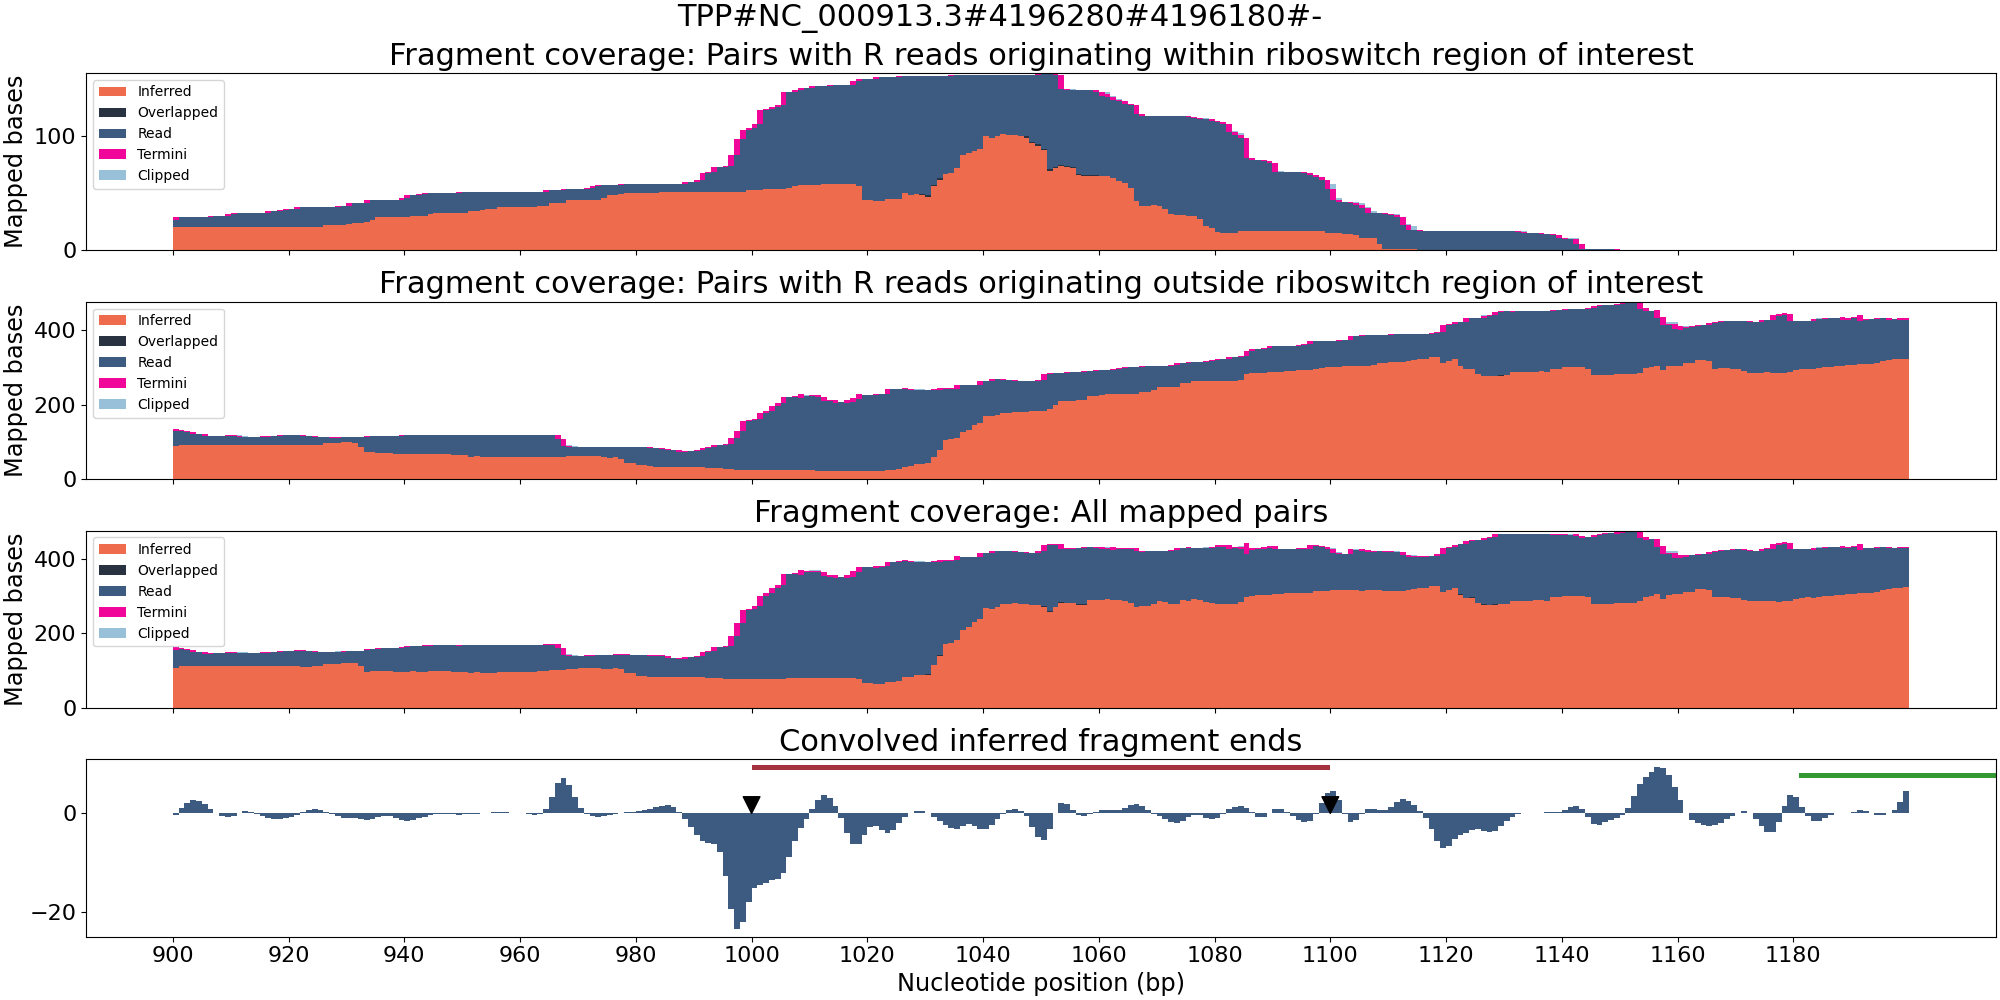 TPP#NC_000913.3#4196280#4196180#-
Fragment coverage: Pairs with R reads originating within riboswitch region of interest
Mapped bases
100
0
Inferred
Overlapped
Read
Termini
Clipped
Fragment coverage: Pairs with R reads originating outside riboswitch region of interest
Mapped bases
400
200
0
Inferred
Overlapped
Read
Termini
Clipped
Fragment coverage: All mapped pairs
Mapped bases
400
200
0
Inferred
Overlapped
Read
Termini
Clipped
Convolved inferred fragment ends
0
−20
900 920 940 960 980 1000 1020 1040 1060 1080 1100 1120 1140 1160 1180
Nucleotide position (bp)